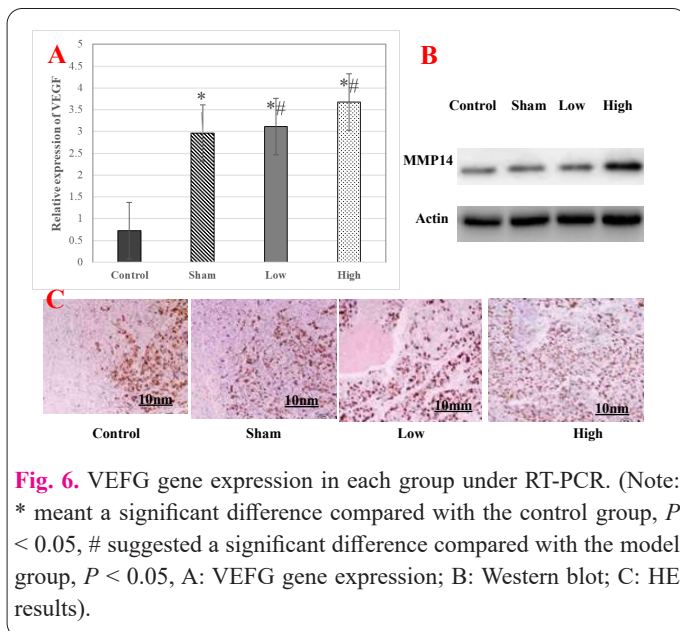 A
5
4.5
4
3.5
3
2.5
2
1.5
1
0.5
0
Relative expression of VEGF
*
*#
*#
Control Sham Low High
B
Control Sham Low High
MMP14
Actin
C
10nm 10nm 10mm 10nm
Control Sham Low High
Fig. 6. VEFG gene expression in each group under RT-PCR. (Note:
* meant a significant difference compared with the control group, P
< 0.05, # suggested a significant difference compared with the model
group, P < 0.05, A: VEFG gene expression; B: Western blot; C: HE
results).